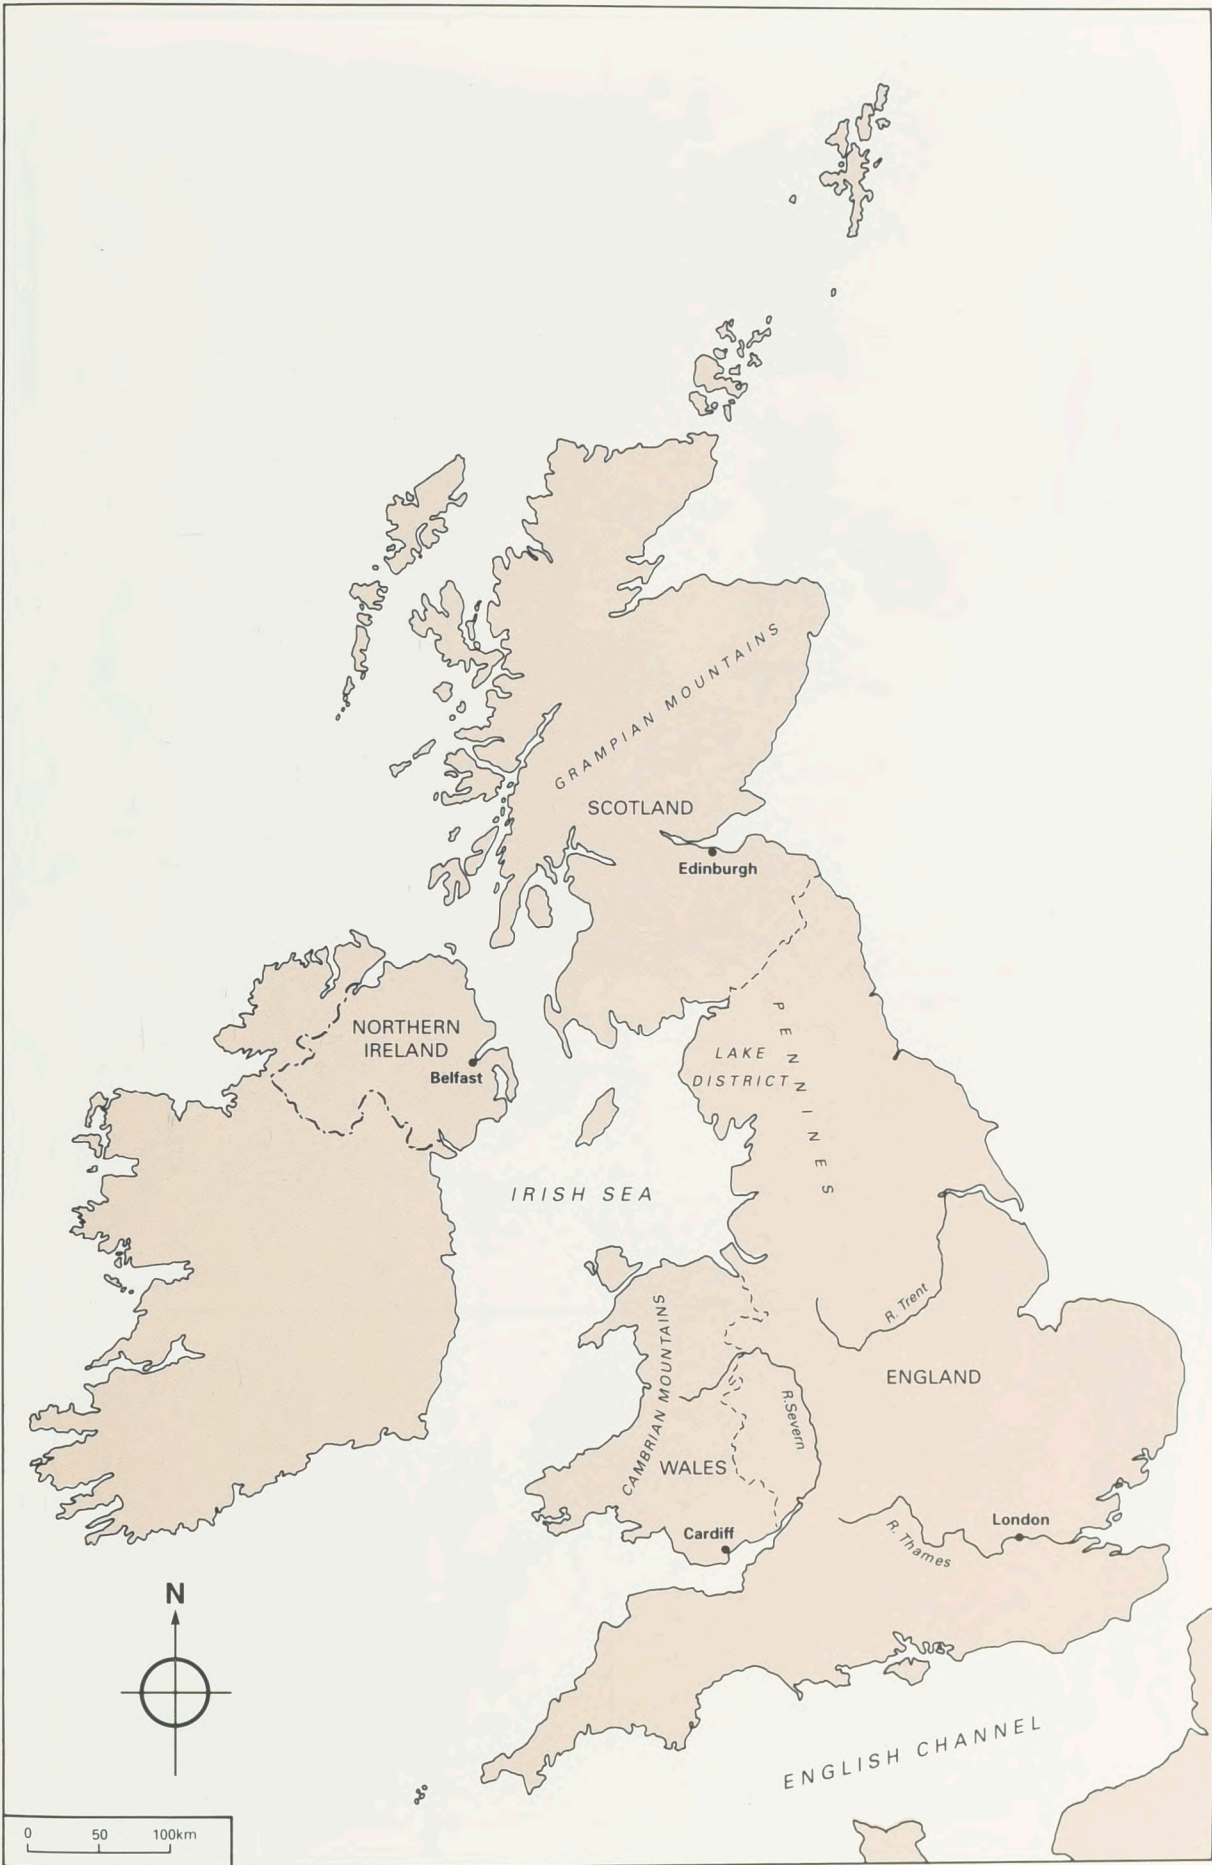 GRAMPIAN MOUNTAINS
SCOTLAND
Edinburgh
NORTHERN
IRELAND
Belfast
PENNINES
LAKE
DISTRICT
IRISH SEA
R. Trent
CAMBRIAN MOUNTAINS
ENGLAND
R.Severn
WALES
Cardiff
London
R. Thames
N
ENGLISH CHANNEL
0 50 100km